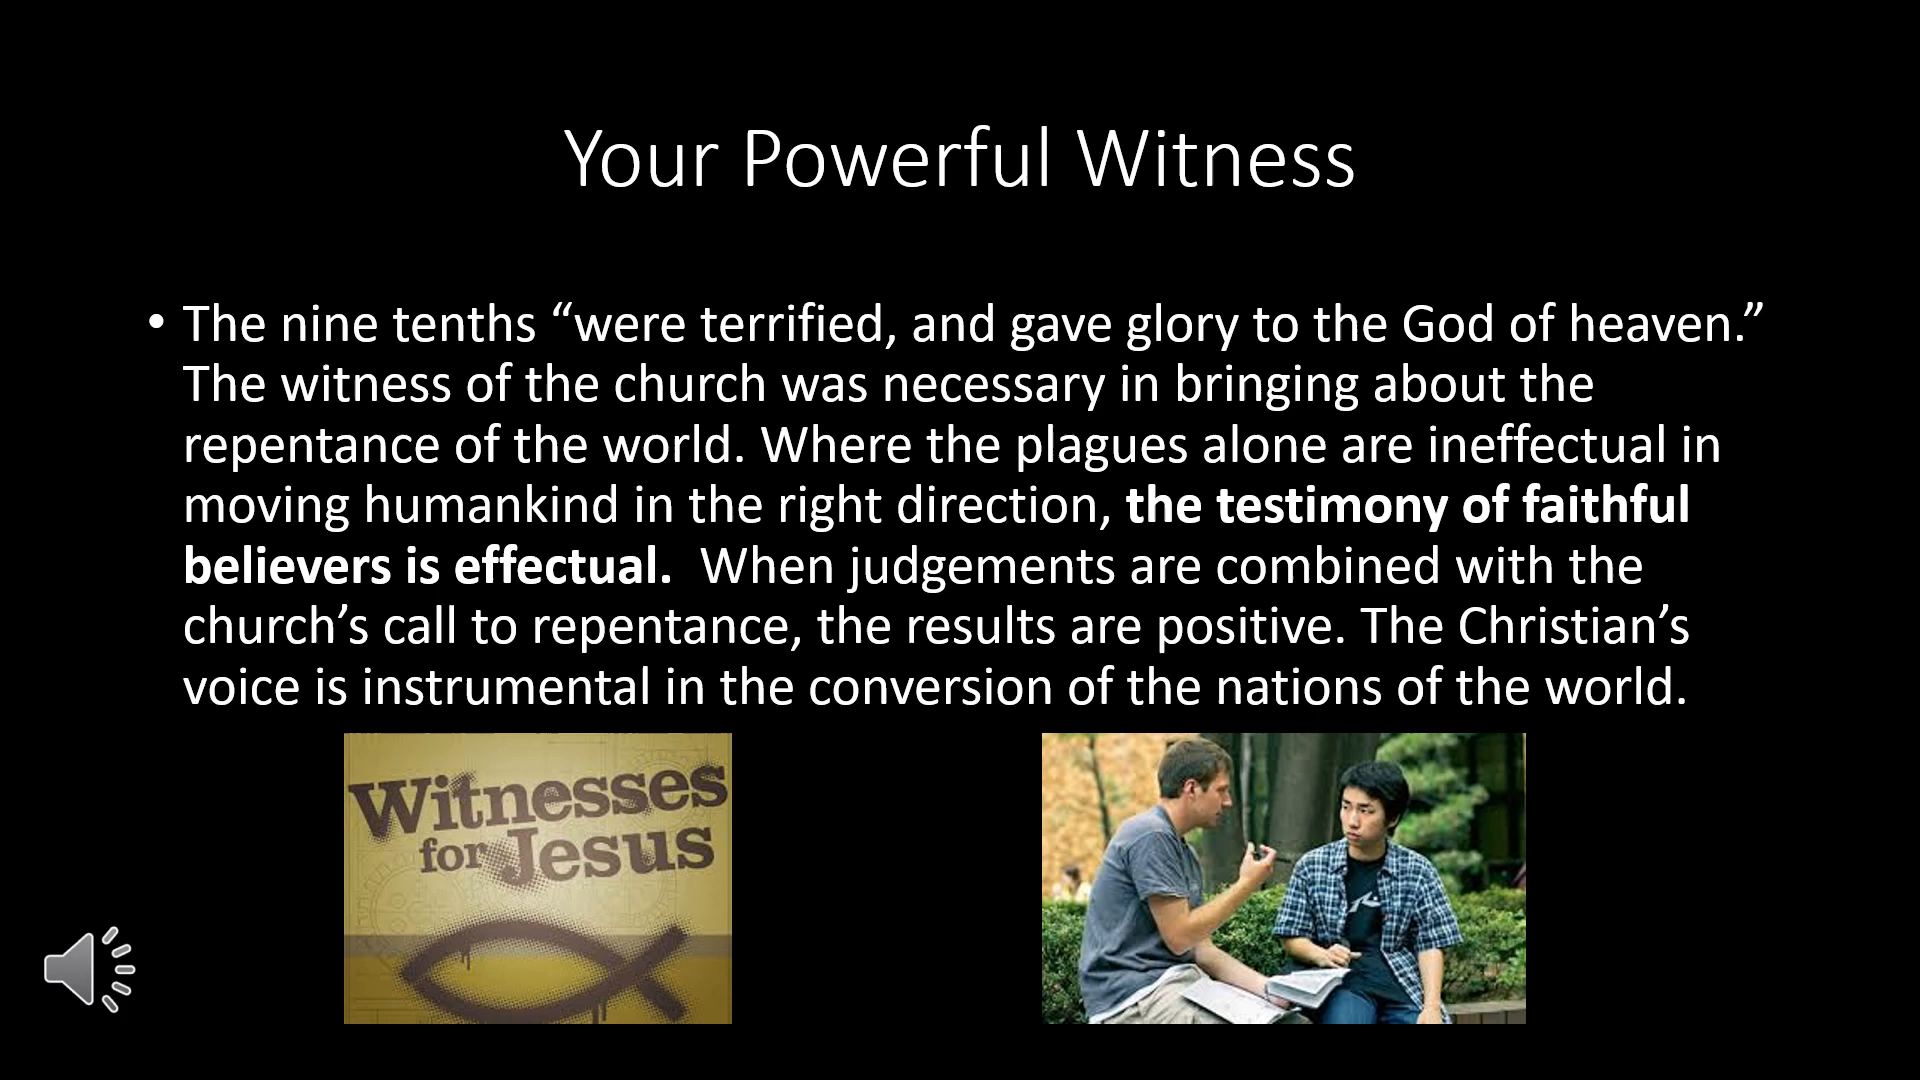 Your Powerful Witness
• The nine tenths “were terrified, and gave glory to the God of heaven.”
The witness of the church was necessary in bringing about the
repentance of the world. Where the plagues alone are ineffectual in
moving humankind in the right direction, the testimony of faithful
believers is effectual.  When judgements are combined with the
church’s call to repentance, the results are positive. The Christian’s
voice is instrumental in the conversion of the nations of the world.
Witnesses
for Jesus